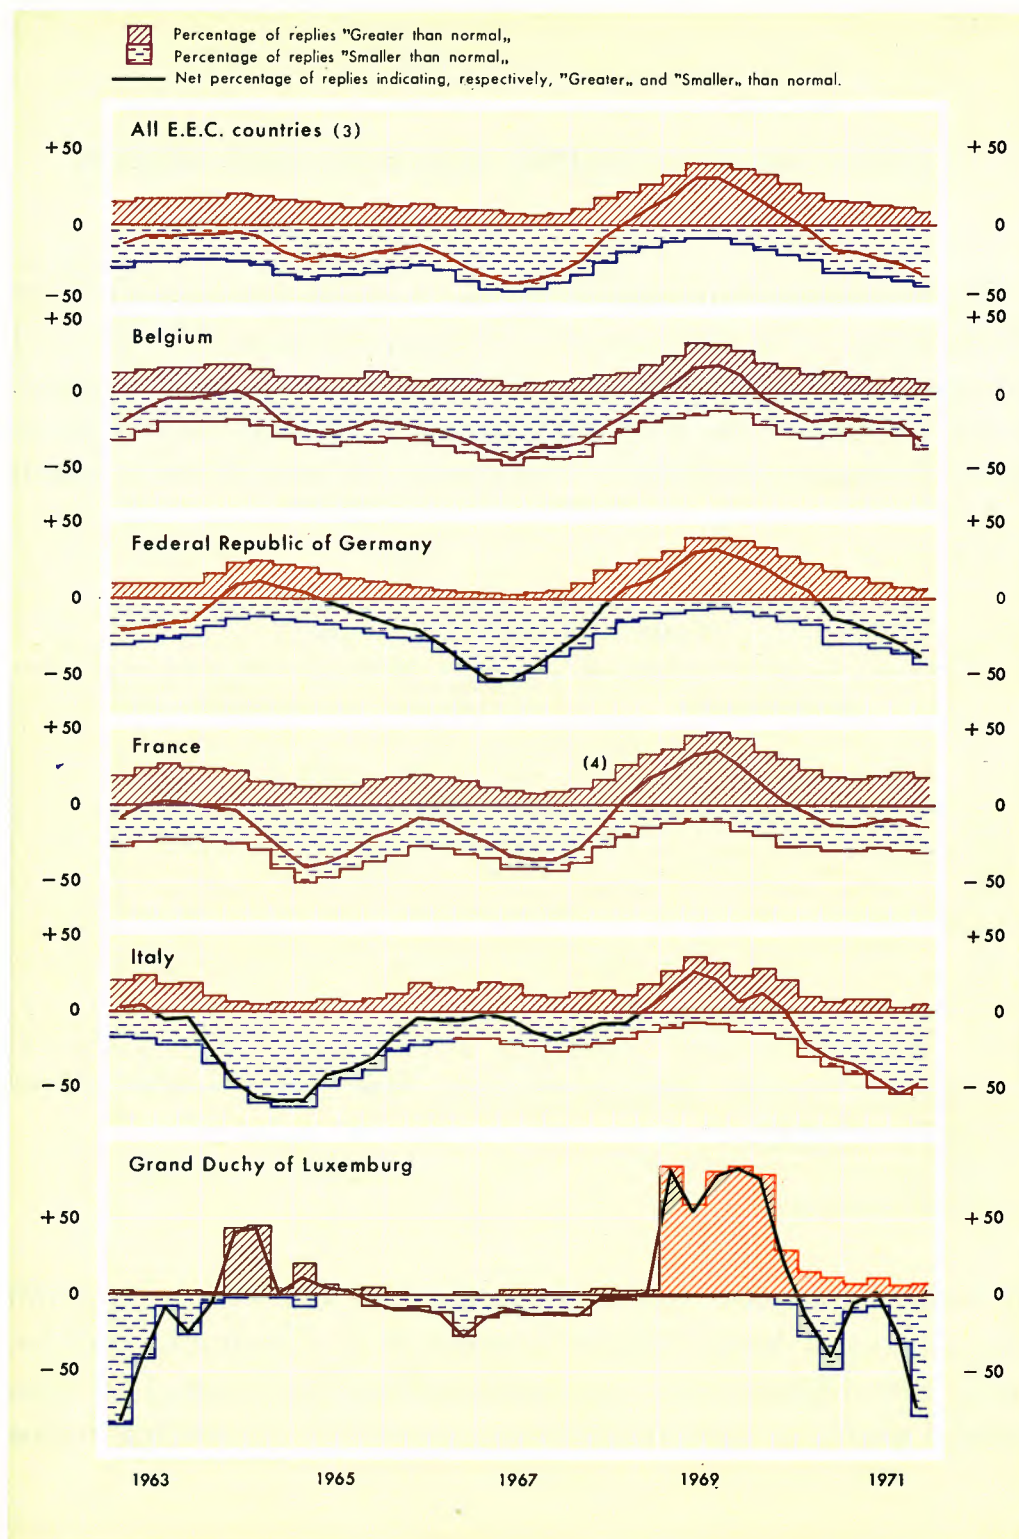 Percentage of replies "Greater than normal„
Percentage of replies "Smaller than normal„
Net percentage of replies indicating, respectively, "Greater„ and "Smaller„ than normal.
All E.E.C. countries (3)
+50 +50
0 0
−50 −50
+50 +50
Belgium
0 0
−50 −50
+50 +50
Federal Republic of Germany
0 0
−50 −50
+50 +50
France
(4)
0 0
−50 −50
+50 +50
Italy
0 0
−50 −50
Grand Duchy of Luxemburg
+50 +50
0 0
−50 −50
1963 1965 1967 1969 1971